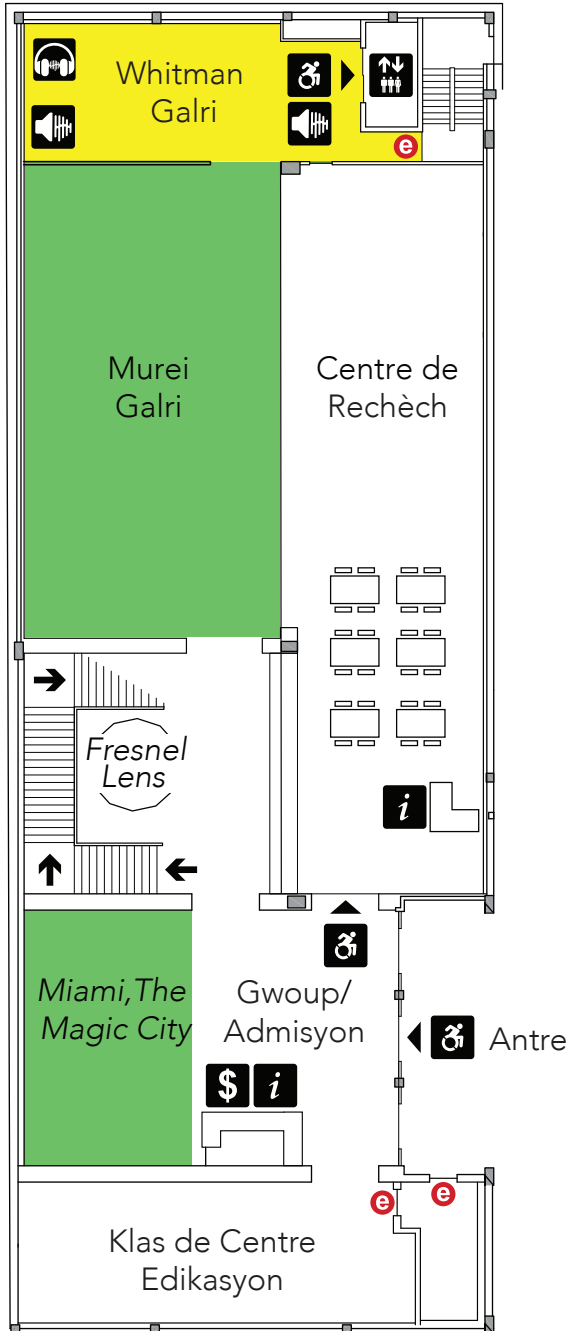 Whitman
Galri
e
Murei
Galri
Centre de
Rechèch
Fresnel
Lens
i
Miami, The
Magic City
Gwoup/
Admisyon
Antre
$ i
e e
Klas de Centre
Edikasyon